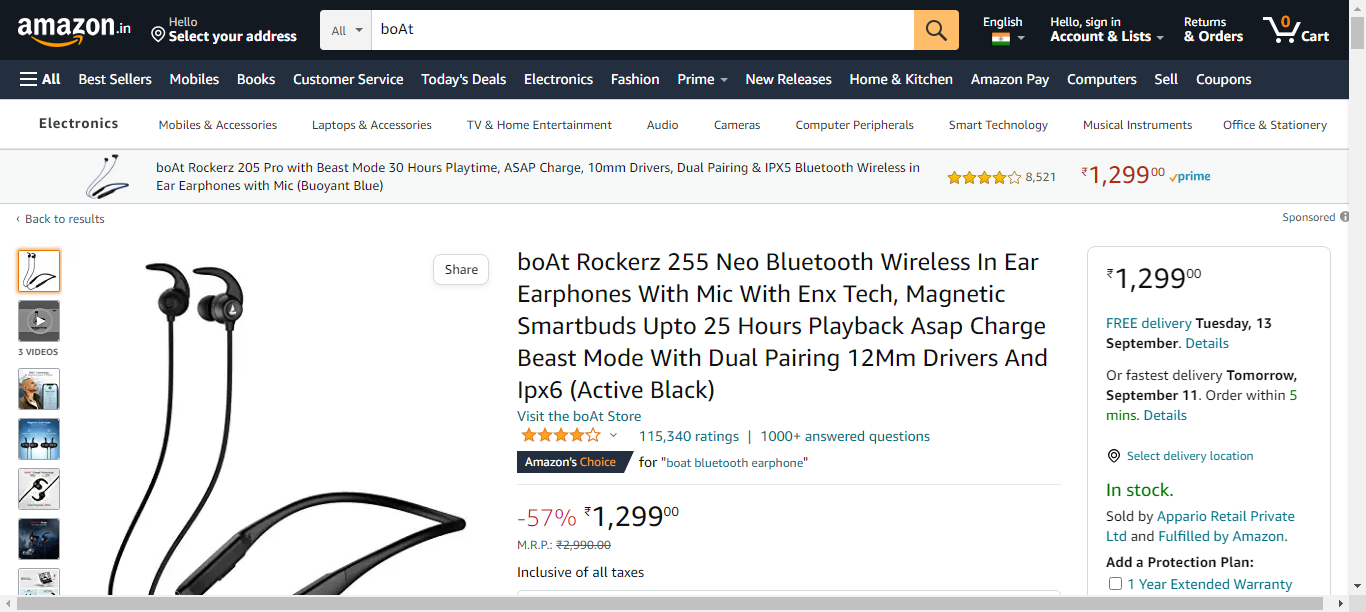 amazon.in
Hello
Select your address
All
boAt
English
Hello, sign in
Account & Lists
Returns
& Orders
0
Cart
All Best Sellers Mobiles Books Customer Service Today's Deals Electronics Fashion Prime New Releases Home & Kitchen Amazon Pay Computers Sell Coupons
Electronics Mobiles & Accessories Laptops & Accessories TV & Home Entertainment Audio Cameras Computer Peripherals Smart Technology Musical Instruments Office & Stationery
boAt Rockerz 205 Pro with Beast Mode 30 Hours Playtime, ASAP Charge, 10mm Drivers, Dual Pairing & IPX5 Bluetooth Wireless in
Ear Earphones with Mic (Buoyant Blue)
8,521
₹1,29900 prime
‹ Back to results
Sponsored
3 VIDEOS
Share
boAt Rockerz 255 Neo Bluetooth Wireless In Ear
Earphones With Mic With Enx Tech, Magnetic
Smartbuds Upto 25 Hours Playback Asap Charge
Beast Mode With Dual Pairing 12Mm Drivers And
Ipx6 (Active Black)
Visit the boAt Store
115,340 ratings | 1000+ answered questions
Amazon's Choice for "boat bluetooth earphone"
-57% ₹1,29900
M.R.P.: ₹2,990.00
Inclusive of all taxes
₹1,29900
FREE delivery Tuesday, 13
September. Details
Or fastest delivery Tomorrow,
September 11. Order within 5
mins. Details
Select delivery location
In stock.
Sold by Appario Retail Private
Ltd and Fulfilled by Amazon.
Add a Protection Plan:
1 Year Extended Warranty